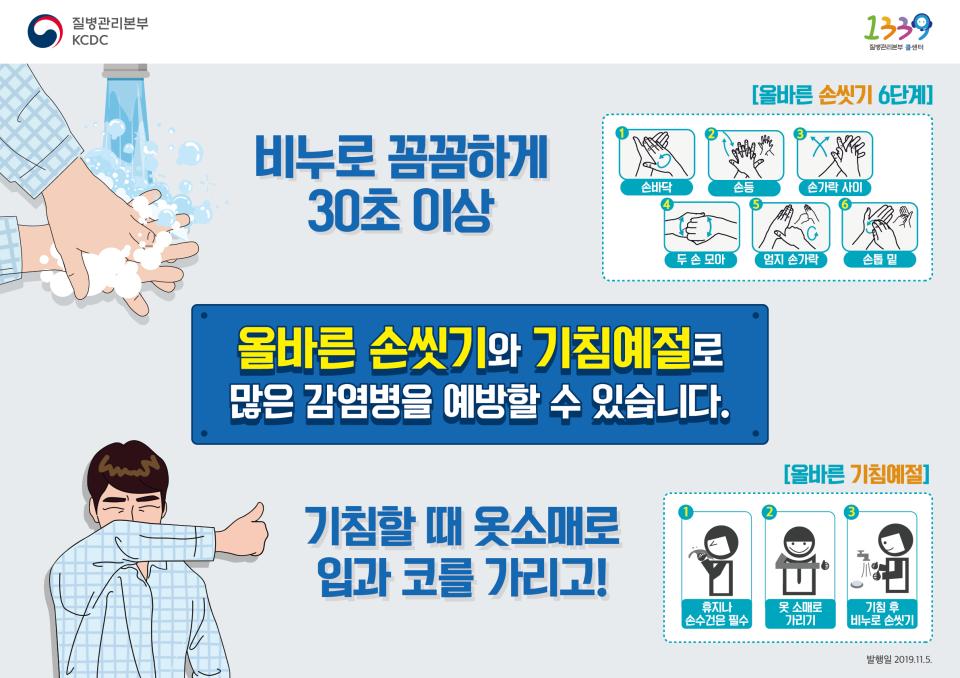 질병관리본부
KCDC
1339
질병관리본부 콜센터
[올바른 손씻기 6단계]
비누로 꼼꼼하게
30초 이상
1
손바닥
2
손등
3
손가락 사이
4
두 손 모아
5
엄지 손가락
6
손톱 밑
올바른 손씻기와 기침예절로
많은 감염병을 예방할 수 있습니다.
[올바른 기침예절]
기침할 때 옷소매로
입과 코를 가리고!
1
휴지나
손수건은 필수
2
옷 소매로
가리기
3
기침 후
비누로 손씻기
발행일 2019.11.5.